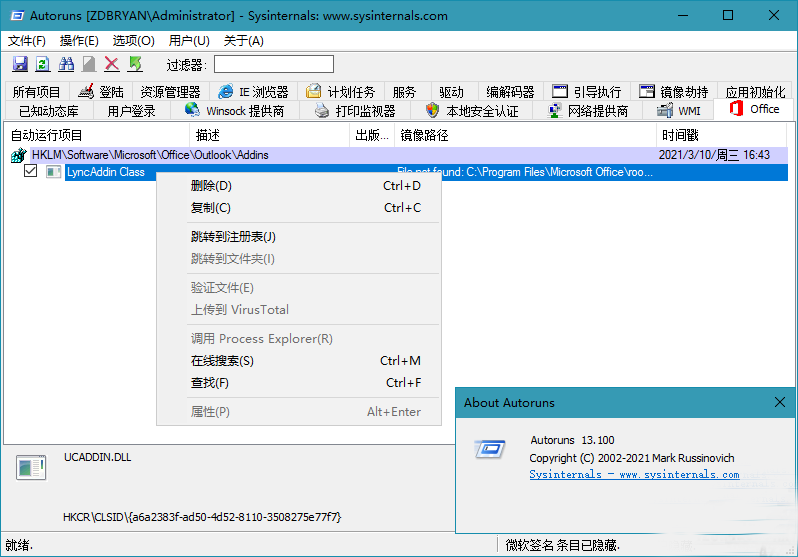 Autoruns [ZDBRYAN\Administrator] - Sysinternals: www.sysinternals.com
文件(F) 操作(E) 选项(O) 用户(U) 关于(A)
过滤器:
所有项目 登陆 资源管理器 IE 浏览器 计划任务 服务 驱动 编解码器 引导执行 镜像劫持 应用初始化
已知动态库 用户登录 Winsock 提供商 打印监视器 本地安全认证 网络提供商 WMI Office
自动运行项目 描述 出版... 镜像路径 时间戳
HKLM\Software\Microsoft\Office\Outlook\Addins 2021/3/10/周三 16:43
LyncAddin Class File not found: C:\Program Files\Microsoft Office\roo...
删除(D) Ctrl+D
复制(C) Ctrl+C
跳转到注册表(J)
跳转到文件夹(I)
验证文件(E)
上传到 VirusTotal
调用 Process Explorer(R)
在线搜索(S) Ctrl+M
查找(F) Ctrl+F
属性(P) Alt+Enter
About Autoruns
Autoruns 13.100
Copyright (C) 2002-2021 Mark Russinovich
Sysinternals - www.sysinternals.com
UCADDIN.DLL
HKCR\CLSID\{a6a2383f-ad50-4d52-8110-3508275e77f7}
就绪. 微软签名 条目已隐藏.